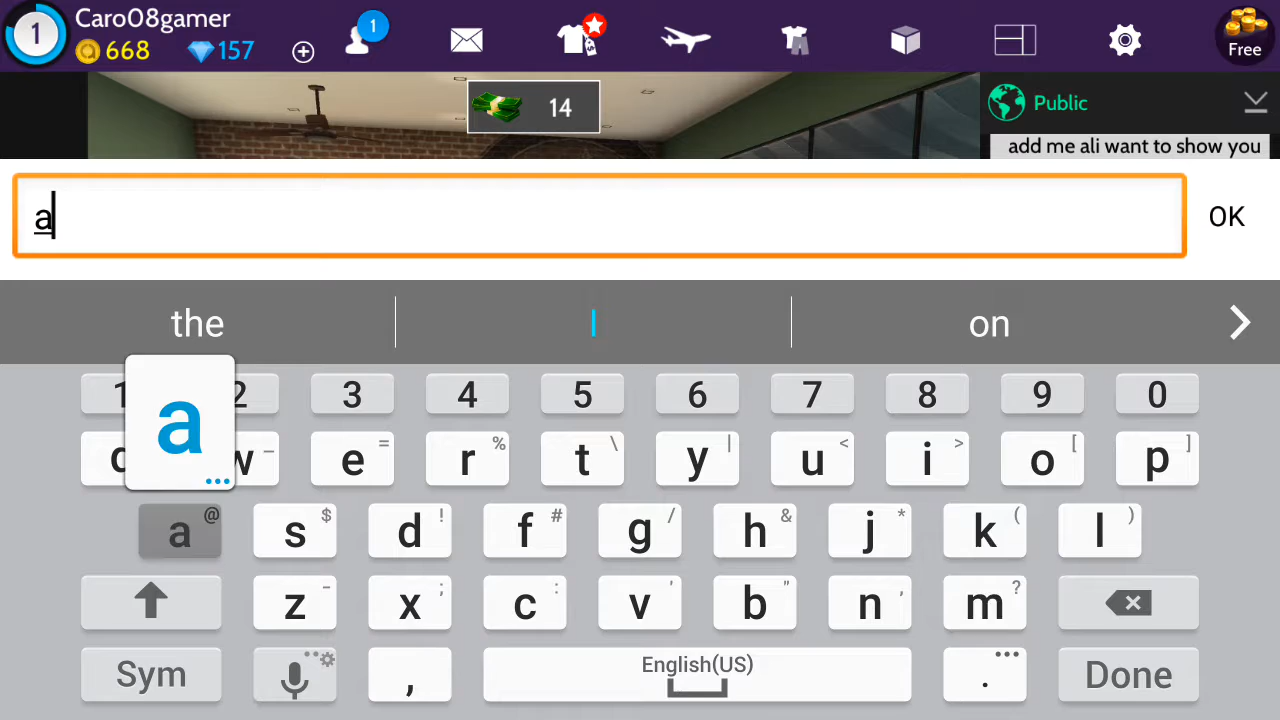 1 Caro08gamer
668 157
1
Free
14
Public
add me ali want to show you
a
OK
the I on
a
1 2 3 4 5 6 7 8 9 0
w _ e = r % t \ y | u < i > o [ p ]
a @ s $ d ! f # g / h & j * k ( l )
z - x ; c : v ' b " n , m ?
Sym , English(US) . Done